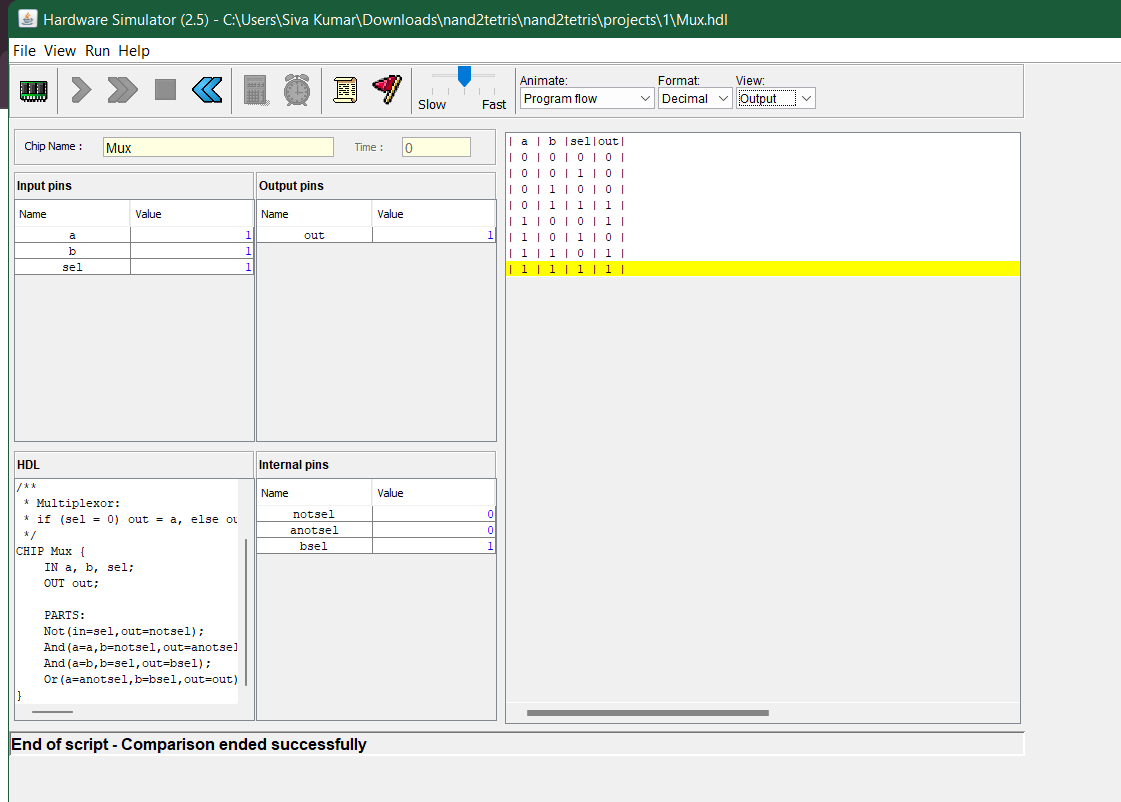 Hardware Simulator (2.5) - C:\Users\Siva Kumar\Downloads\nand2tetris\nand2tetris\projects\1\Mux.hdl
File View Run Help
Animate: Format: View:
Slow Fast Program flow Decimal Output
Chip Name : Mux Time : 0
Input pins
Name Value
a 1
b 1
sel 1
Output pins
Name Value
out 1
| a | b |sel|out|
| 0 | 0 | 0 | 0 |
| 0 | 0 | 1 | 0 |
| 0 | 1 | 0 | 0 |
| 0 | 1 | 1 | 1 |
| 1 | 0 | 0 | 1 |
| 1 | 0 | 1 | 0 |
| 1 | 1 | 0 | 1 |
| 1 | 1 | 1 | 1 |
HDL
/**
 * Multiplexor:
 * if (sel = 0) out = a, else ou
 */
CHIP Mux {
    IN a, b, sel;
    OUT out;
    PARTS:
    Not(in=sel,out=notsel);
    And(a=a,b=notsel,out=anotsel
    And(a=b,b=sel,out=bsel);
    Or(a=anotsel,b=bsel,out=out)
}
Internal pins
Name Value
notsel 0
anotsel 0
bsel 1
End of script - Comparison ended successfully